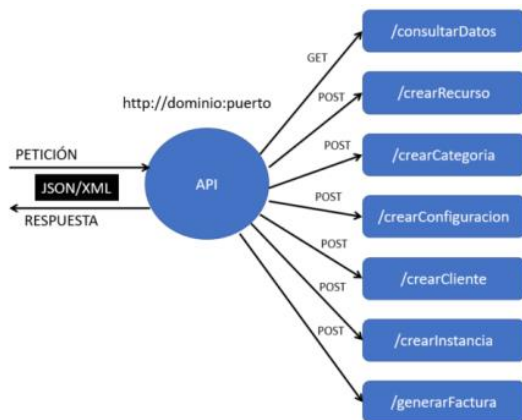 /consultarDatos
GET
http://dominio:puerto
POST
/crearRecurso
PETICIÓN
POST
/crearCategoria
JSON/XML
API
RESPUESTA
POST
/crearConfiguracion
POST
/crearCliente
POST
/crearInstancia
POST
/generarFactura